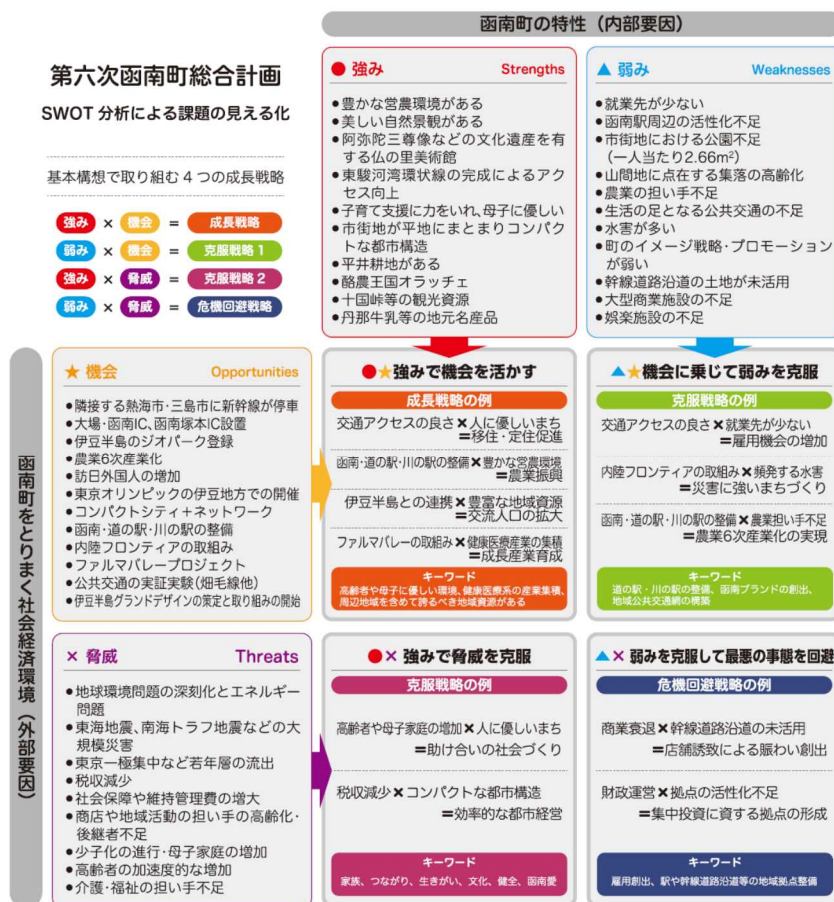 函南町の特性（内部要因）
第六次函南町総合計画
SWOT 分析による課題の見える化
基本構想で取り組む 4 つの成長戦略
強み × 機会 = 成長戦略
弱み × 機会 = 克服戦略 1
強み × 脅威 = 克服戦略 2
弱み × 脅威 = 危機回避戦略
● 強み Strengths
●豊かな営農環境がある
●美しい自然景観がある
●阿弥陀三尊像などの文化遺産を有
する仏の里美術館
●東駿河湾環状線の完成によるアク
セス向上
●子育て支援に力をいれ、母子に優しい
●市街地が平地にまとまりコンパク
トな都市構造
●平井耕地がある
●酪農王国オラッチェ
●十国峠等の観光資源
●丹那牛乳等の地元名産品
▲ 弱み Weaknesses
●就業先が少ない
●函南駅周辺の活性化不足
●市街地における公園不足
（一人当たり2.66m²）
●山間地に点在する集落の高齢化
●農業の担い手不足
●生活の足となる公共交通の不足
●水害が多い
●町のイメージ戦略・プロモーション
が弱い
●幹線道路沿道の土地が未活用
●大型商業施設の不足
●娯楽施設の不足
函南町をとりまく社会経済環境（外部要因）
★ 機会 Opportunities
●隣接する熱海市・三島市に新幹線が停車
●大場・函南IC、函南塚本IC設置
●伊豆半島のジオパーク登録
●農業6次産業化
●訪日外国人の増加
●東京オリンピックの伊豆地方での開催
●コンパクトシティ＋ネットワーク
●函南・道の駅・川の駅の整備
●内陸フロンティアの取組み
●ファルマバレープロジェクト
●公共交通の実証実験（畑毛線他）
●伊豆半島グランドデザインの策定と取り組みの開始
●★強みで機会を活かす
成長戦略の例
交通アクセスの良さ✖人に優しいまち
＝移住・定住促進
函南・道の駅・川の駅の整備✖豊かな営農環境
＝農業振興
伊豆半島との連携✖豊富な地域資源
＝交流人口の拡大
ファルマバレーの取組み✖健康医療産業の集積
＝成長産業育成
キーワード
高齢者や母子に優しい環境、健康医療系の産業集積、
周辺地域を含めて誇るべき地域資源がある
▲★機会に乗じて弱みを克服
克服戦略の例
交通アクセスの良さ✖就業先が少ない
＝雇用機会の増加
内陸フロンティアの取組み✖頻発する水害
＝災害に強いまちづくり
函南・道の駅・川の駅の整備✖農業担い手不足
＝農業6次産業化の実現
キーワード
道の駅・川の駅の整備、函南ブランドの創出、
地域公共交通網の構築
× 脅威 Threats
●地球環境問題の深刻化とエネルギー
問題
●東海地震、南海トラフ地震などの大
規模災害
●東京一極集中など若年層の流出
●税収減少
●社会保障や維持管理費の増大
●商店や地域活動の担い手の高齢化・
後継者不足
●少子化の進行・母子家庭の増加
●高齢者の加速度的な増加
●介護・福祉の担い手不足
●× 強みで脅威を克服
克服戦略の例
高齢者や母子家庭の増加✖人に優しいまち
＝助け合いの社会づくり
税収減少✖コンパクトな都市構造
＝効率的な都市経営
キーワード
家族、つながり、生きがい、文化、健全、函南愛
▲× 弱みを克服して最悪の事態を回避
危機回避戦略の例
商業衰退✖幹線道路沿道の未活用
＝店舗誘致による賑わい創出
財政運営✖拠点の活性化不足
＝集中投資に資する拠点の形成
キーワード
雇用創出、駅や幹線道路沿道等の地域拠点整備